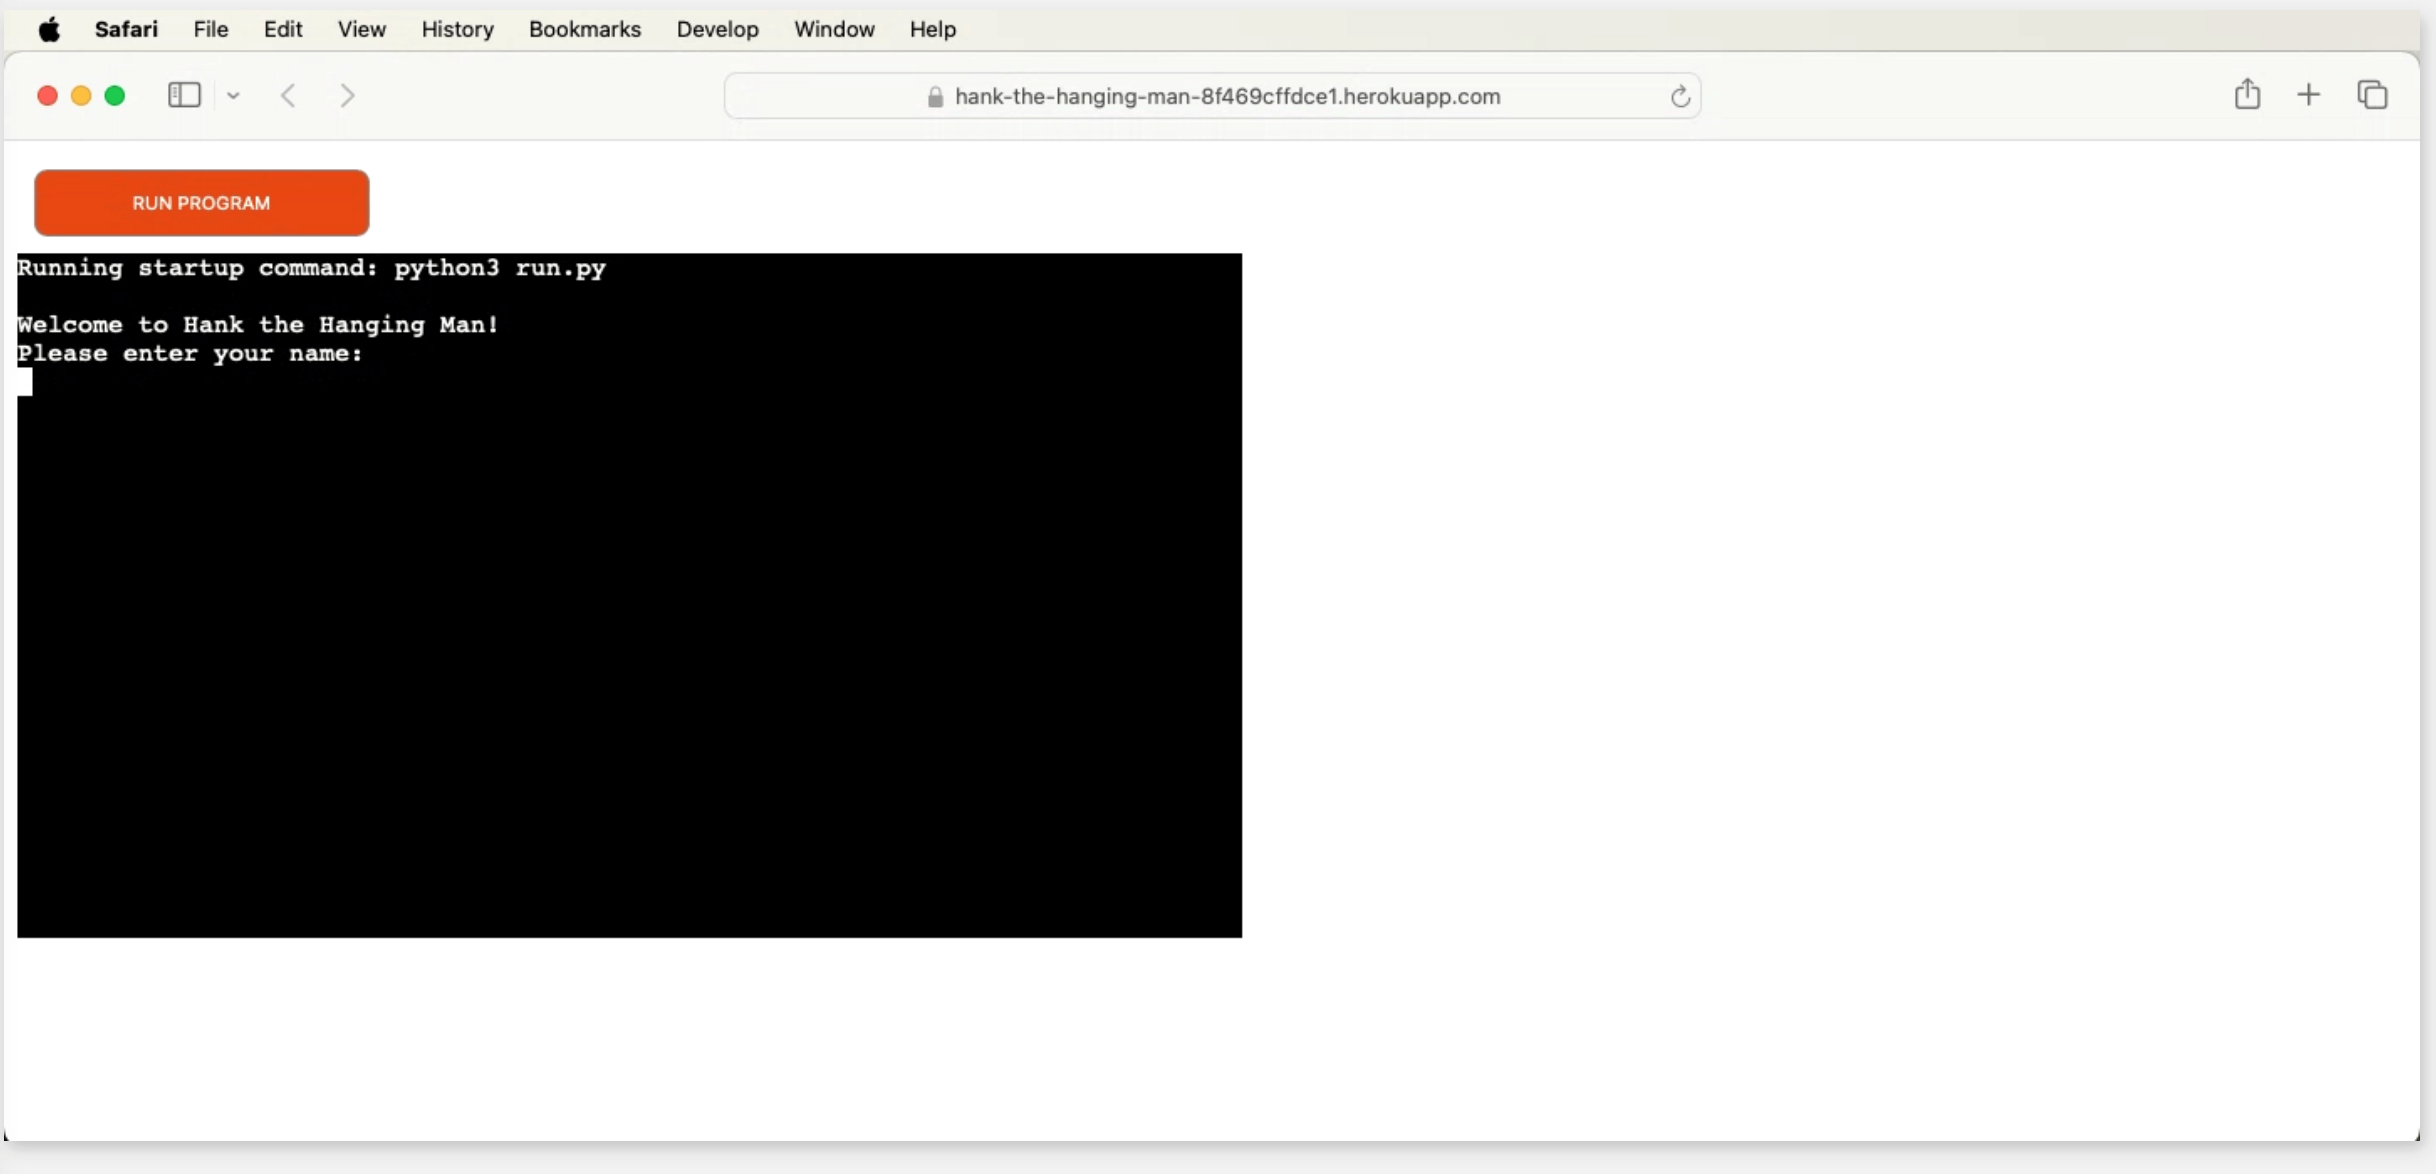 Safari File Edit View History Bookmarks Develop Window Help
hank-the-hanging-man-8f469cffdce1.herokuapp.com
RUN PROGRAM
Running startup command: python3 run.py
Welcome to Hank the Hanging Man!
Please enter your name: